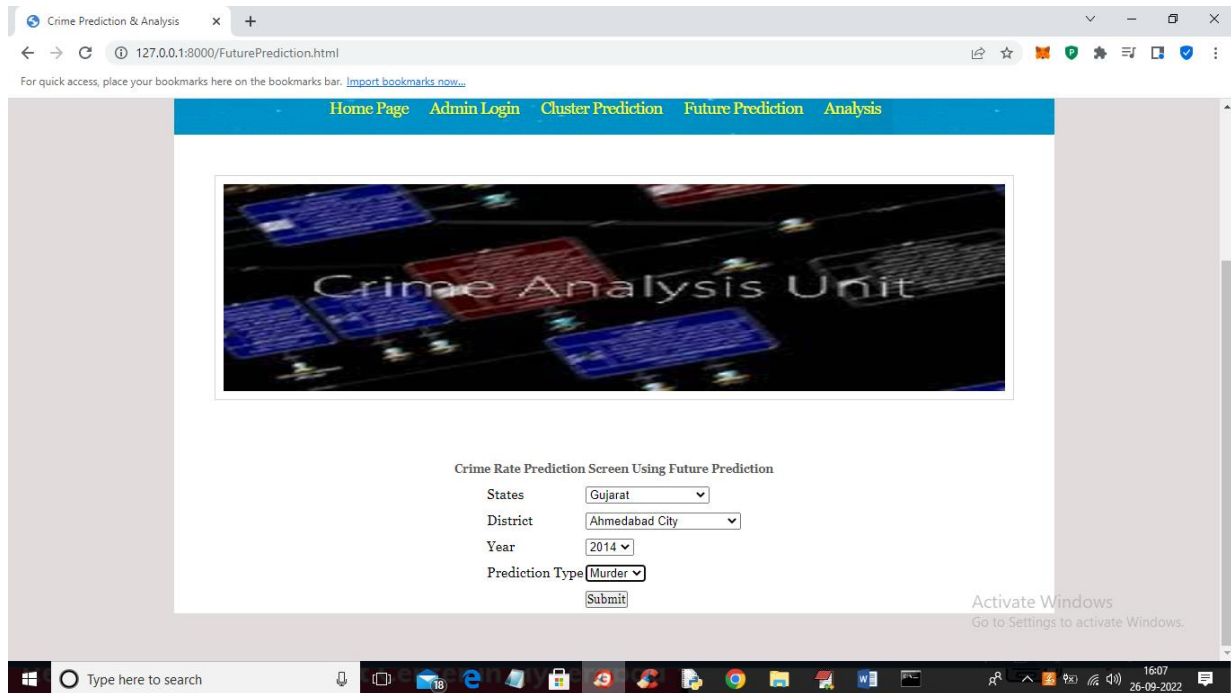 Crime Prediction & Analysis
127.0.0.1:8000/FuturePrediction.html
For quick access, place your bookmarks here on the bookmarks bar. Import bookmarks now...
Home Page Admin Login Cluster Prediction Future Prediction Analysis
Crime Analysis Unit
Crime Rate Prediction Screen Using Future Prediction
States Gujarat
District Ahmedabad City
Year 2014
Prediction Type Murder
Submit
Activate Windows
Go to Settings to activate Windows.
Type here to search
18
16:07
26-09-2022